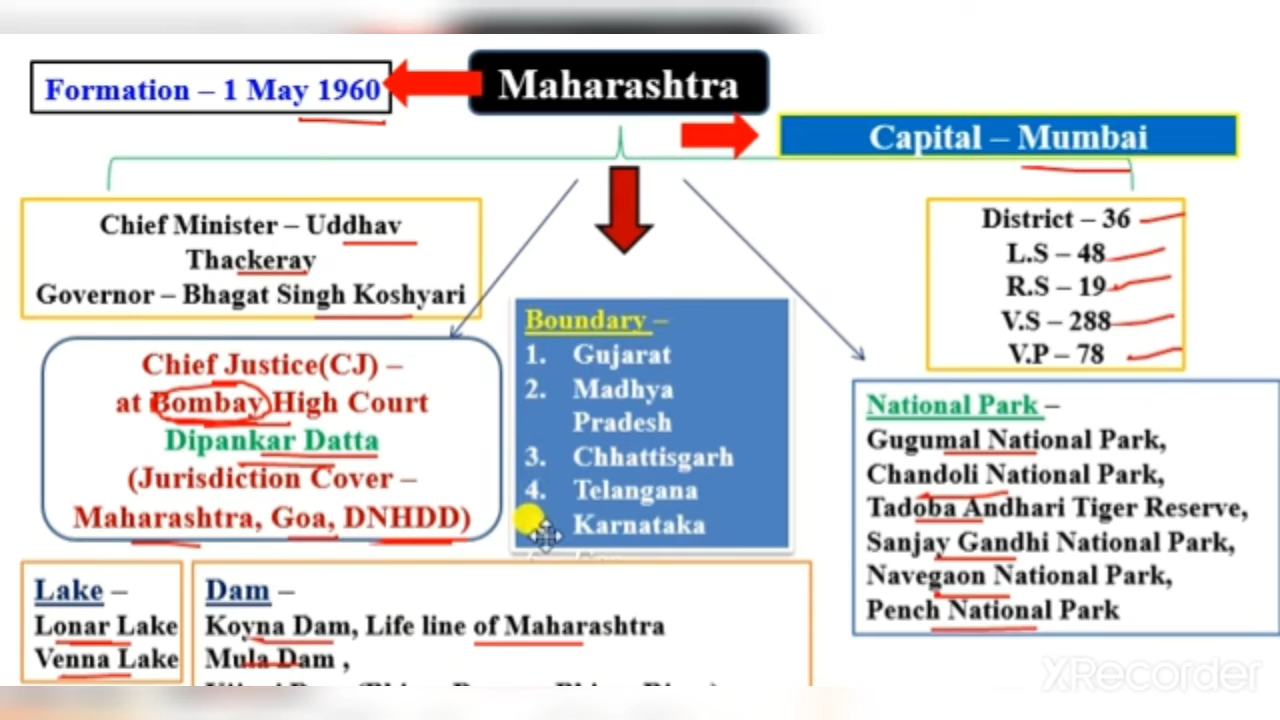 Maharashtra
Formation – 1 May 1960
Capital – Mumbai
Chief Minister – Uddhav
Thackeray
Governor – Bhagat Singh Koshyari
District – 36
L.S – 48
R.S – 19
V.S – 288
V.P – 78
Chief Justice(CJ) –
at Bombay High Court
Dipankar Datta
(Jurisdiction Cover –
Maharashtra, Goa, DNHDD)
Boundary –
1. Gujarat
2. Madhya
Pradesh
3. Chhattisgarh
4. Telangana
Karnataka
National Park –
Gugumal National Park,
Chandoli National Park,
Tadoba Andhari Tiger Reserve,
Sanjay Gandhi National Park,
Navegaon National Park,
Pench National Park
Lake –
Lonar Lake
Venna Lake
Dam –
Koyna Dam, Life line of Maharashtra
Mula Dam ,
XRecorder